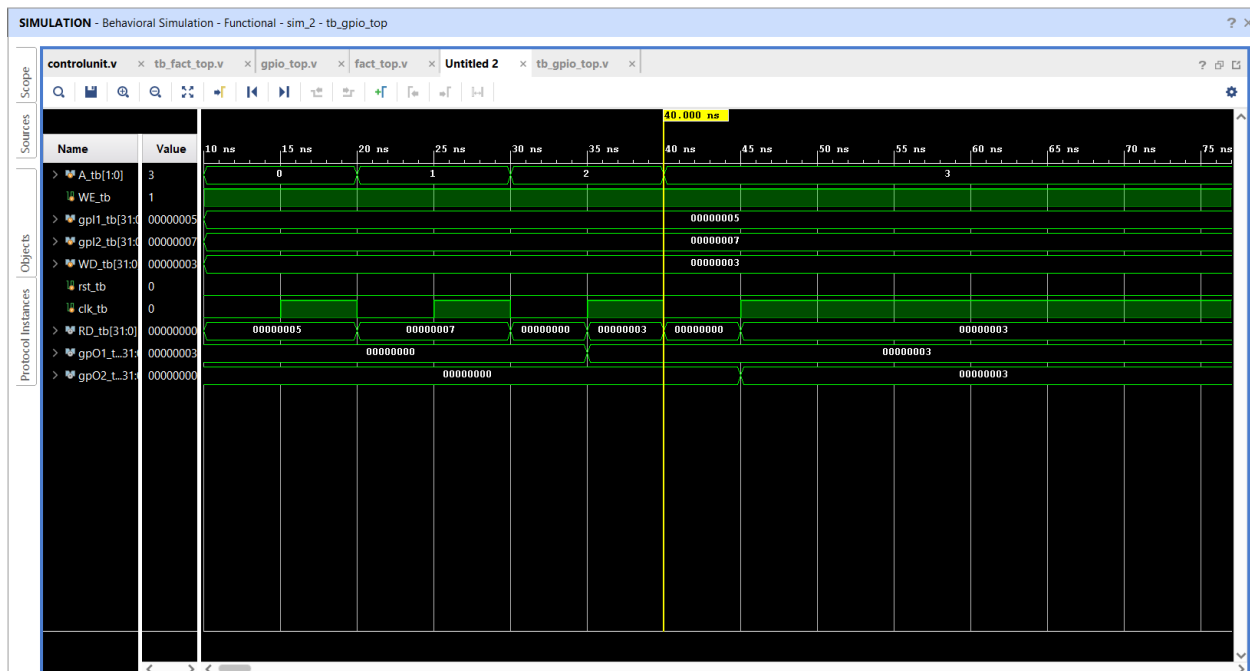 SIMULATION - Behavioral Simulation - Functional - sim_2 - tb_gpio_top ? ×
controlunit.v × tb_fact_top.v × gpio_top.v × fact_top.v × Untitled 2 × tb_gpio_top.v × ?
Scope
Sources
Objects
Protocol Instances
40.000 ns
Name Value 10 ns 15 ns 20 ns 25 ns 30 ns 35 ns 40 ns 45 ns 50 ns 55 ns 60 ns 65 ns 70 ns 75 ns
> A_tb[1:0] 3 0 1 2 3
WE_tb 1
> gpI1_tb[31:0 00000005 00000005
> gpI2_tb[31:0 00000007 00000007
> WD_tb[31:0 00000003 00000003
rst_tb 0
clk_tb 0
> RD_tb[31:0] 00000000 00000005 00000007 00000000 00000003 00000000 00000003
> gpO1_t...31:0 00000003 00000000 00000003
> gpO2_t...31:0 00000000 00000000 00000003